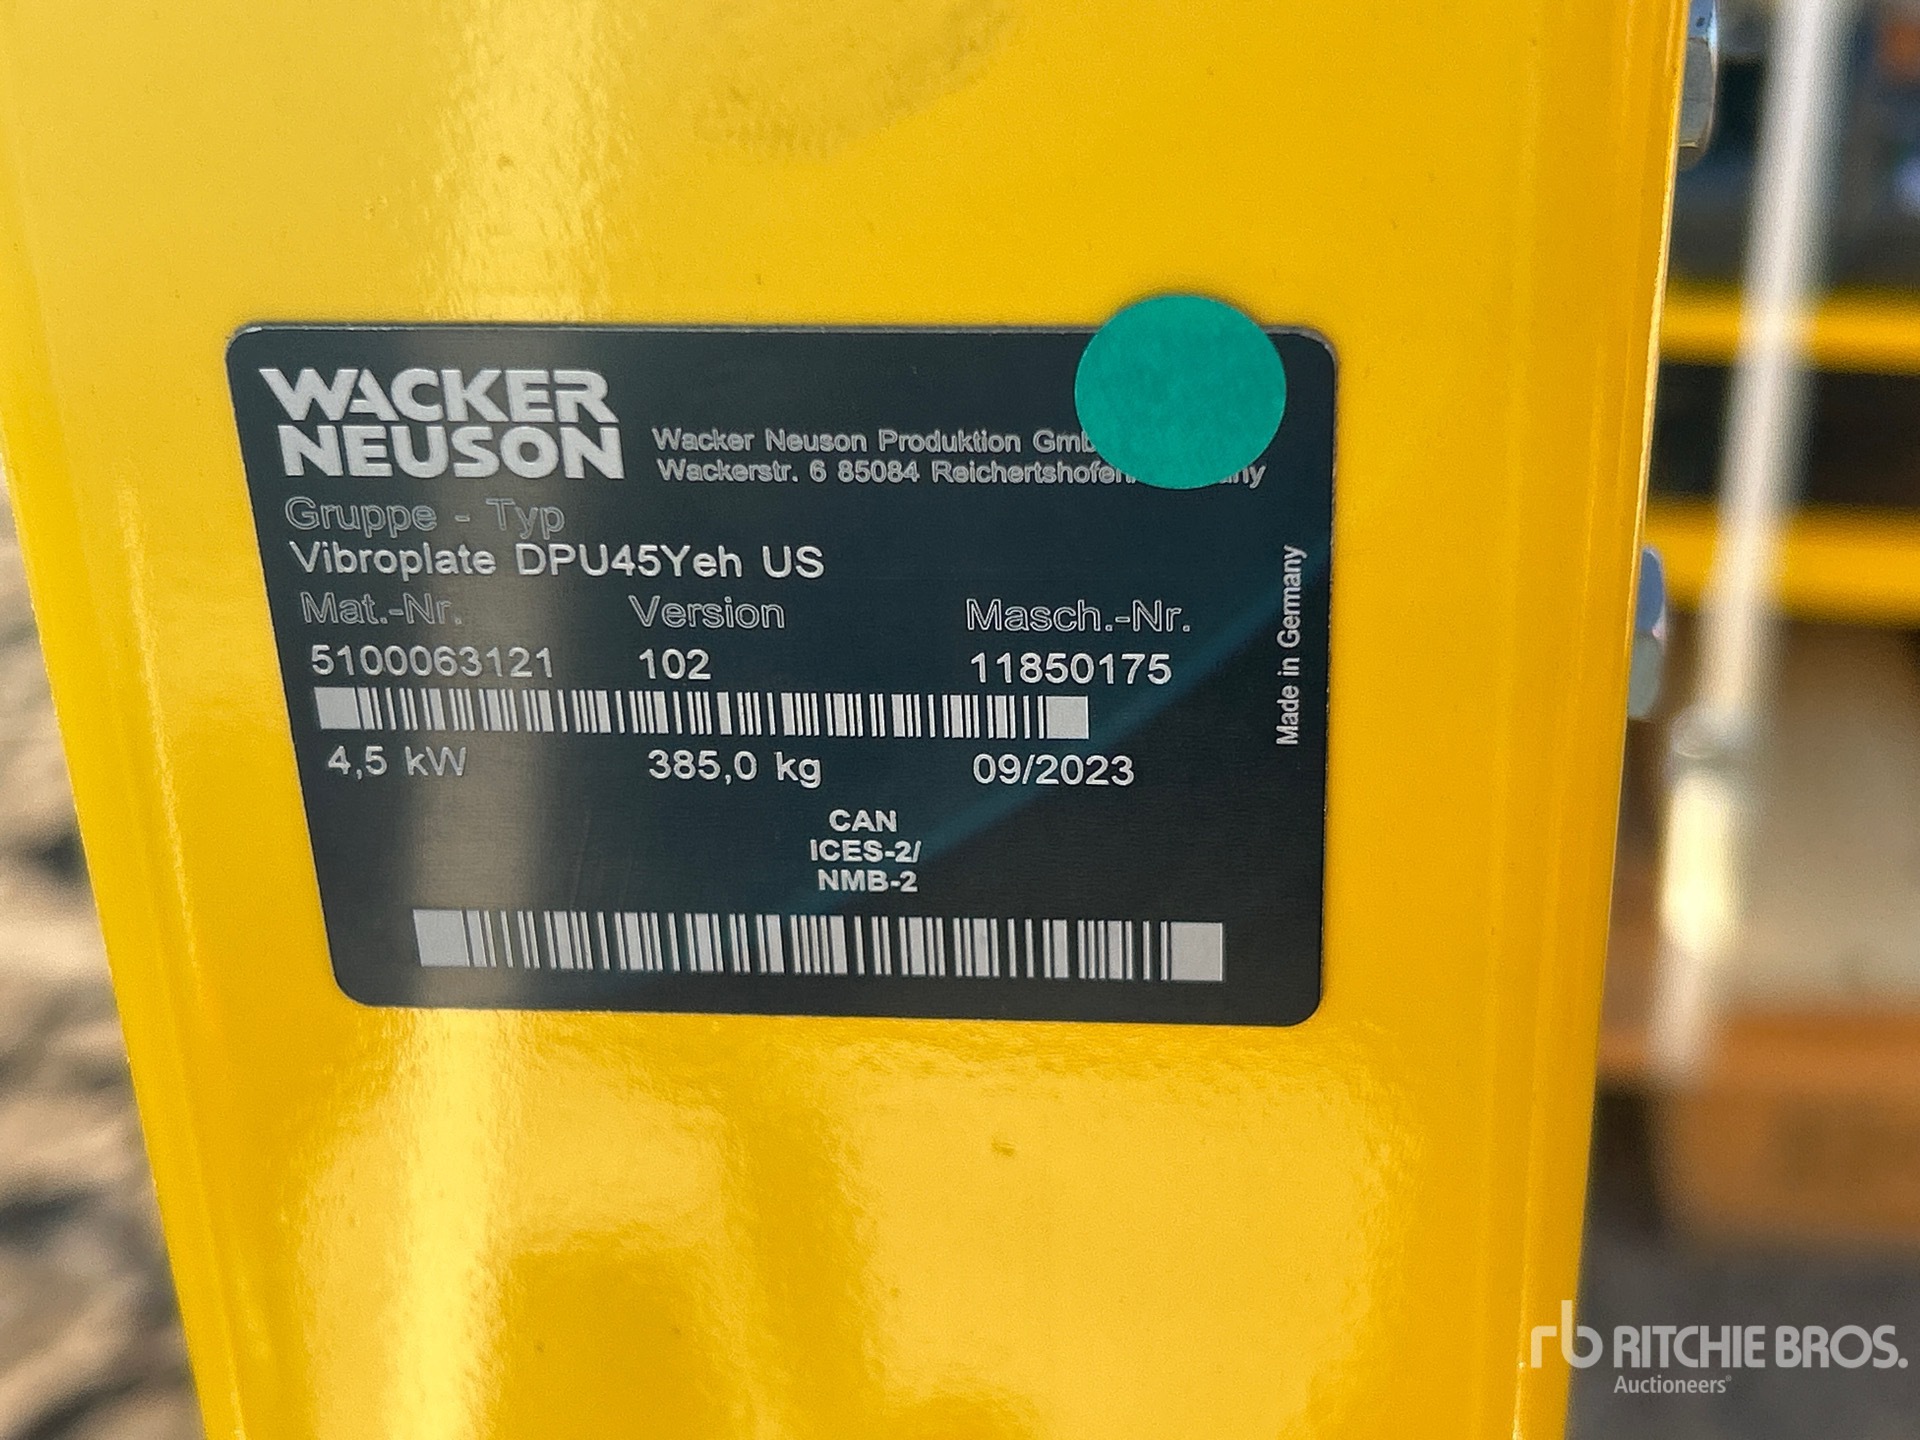 WACKER
NEUSON
Wacker Neuson Produktion
Wackerstr. 6 85084
Gruppe - Typ
Vibroplate DPU45Yeh US
Mat.-Nr. Version Masch.-Nr.
5100063121 102 11850175
4,5 kW 385,0 kg 09/2023
CAN
ICES-2/
NMB-2
Made in Germany
rb RITCHIE BROS.
Auctioneers®